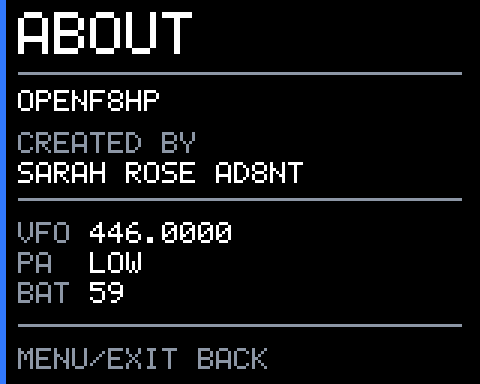 ABOUT
OPENF8HP
CREATED BY
SARAH ROSE AD8NT
VFO 446.0000
PA LOW
BAT 59
MENU/EXIT BACK